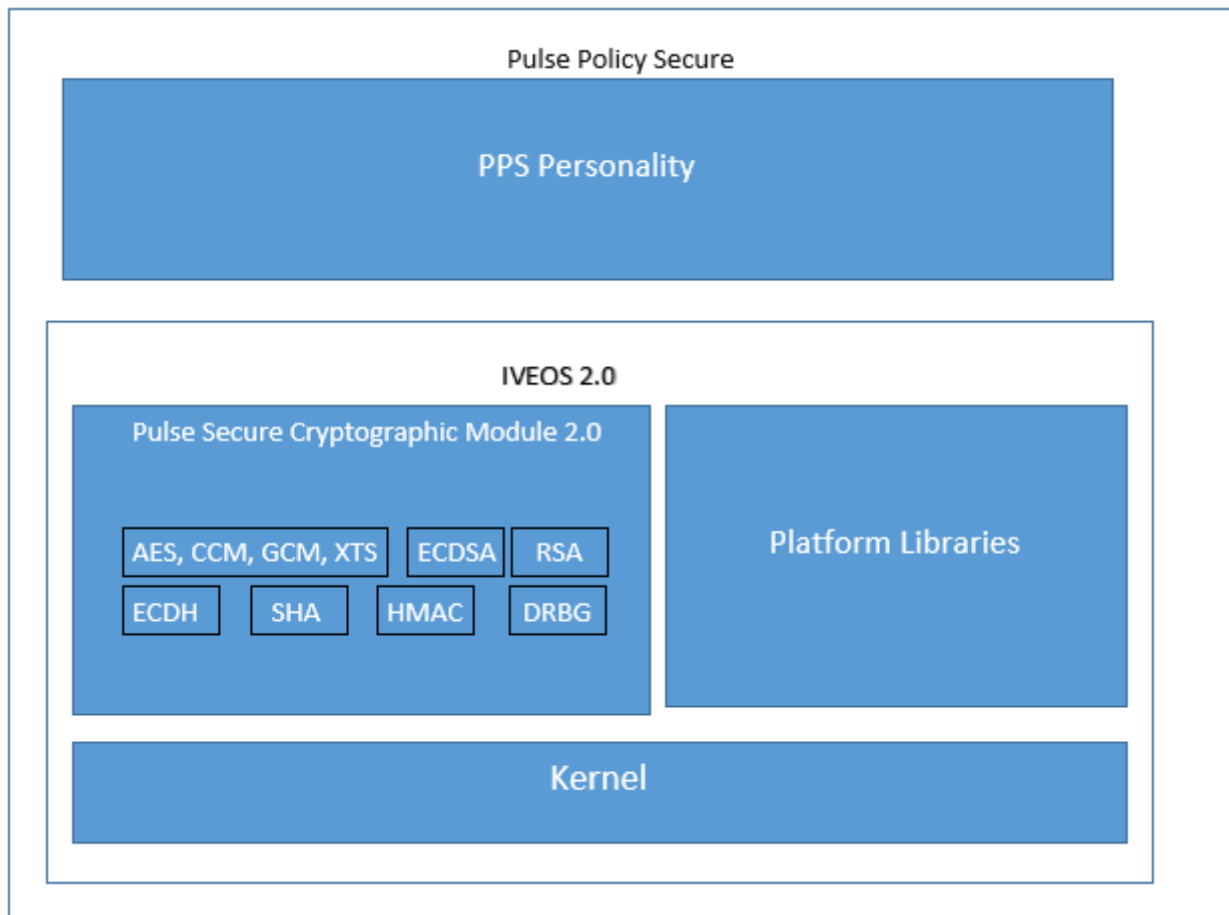 Pulse Policy Secure
PPS Personality
IVEOS 2.0
Pulse Secure Cryptographic Module 2.0
AES, CCM, GCM, XTS
ECDSA
RSA
ECDH
SHA
HMAC
DRBG
Platform Libraries
Kernel